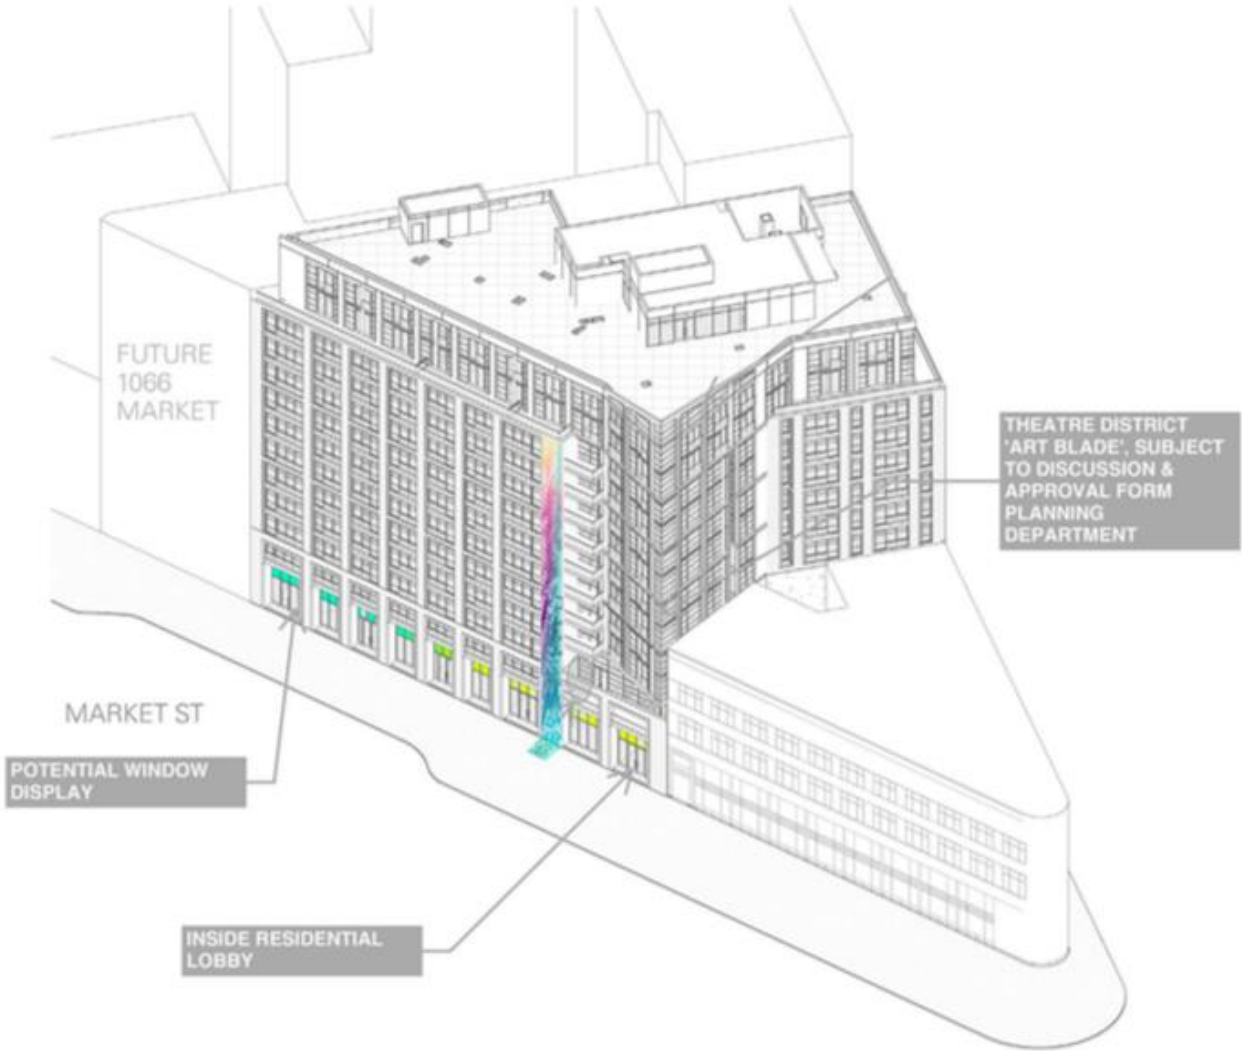 FUTURE
1066
MARKET
THEATRE DISTRICT
'ART BLADE', SUBJECT
TO DISCUSSION &
APPROVAL FORM
PLANNING
DEPARTMENT
MARKET ST
POTENTIAL WINDOW
DISPLAY
INSIDE RESIDENTIAL
LOBBY